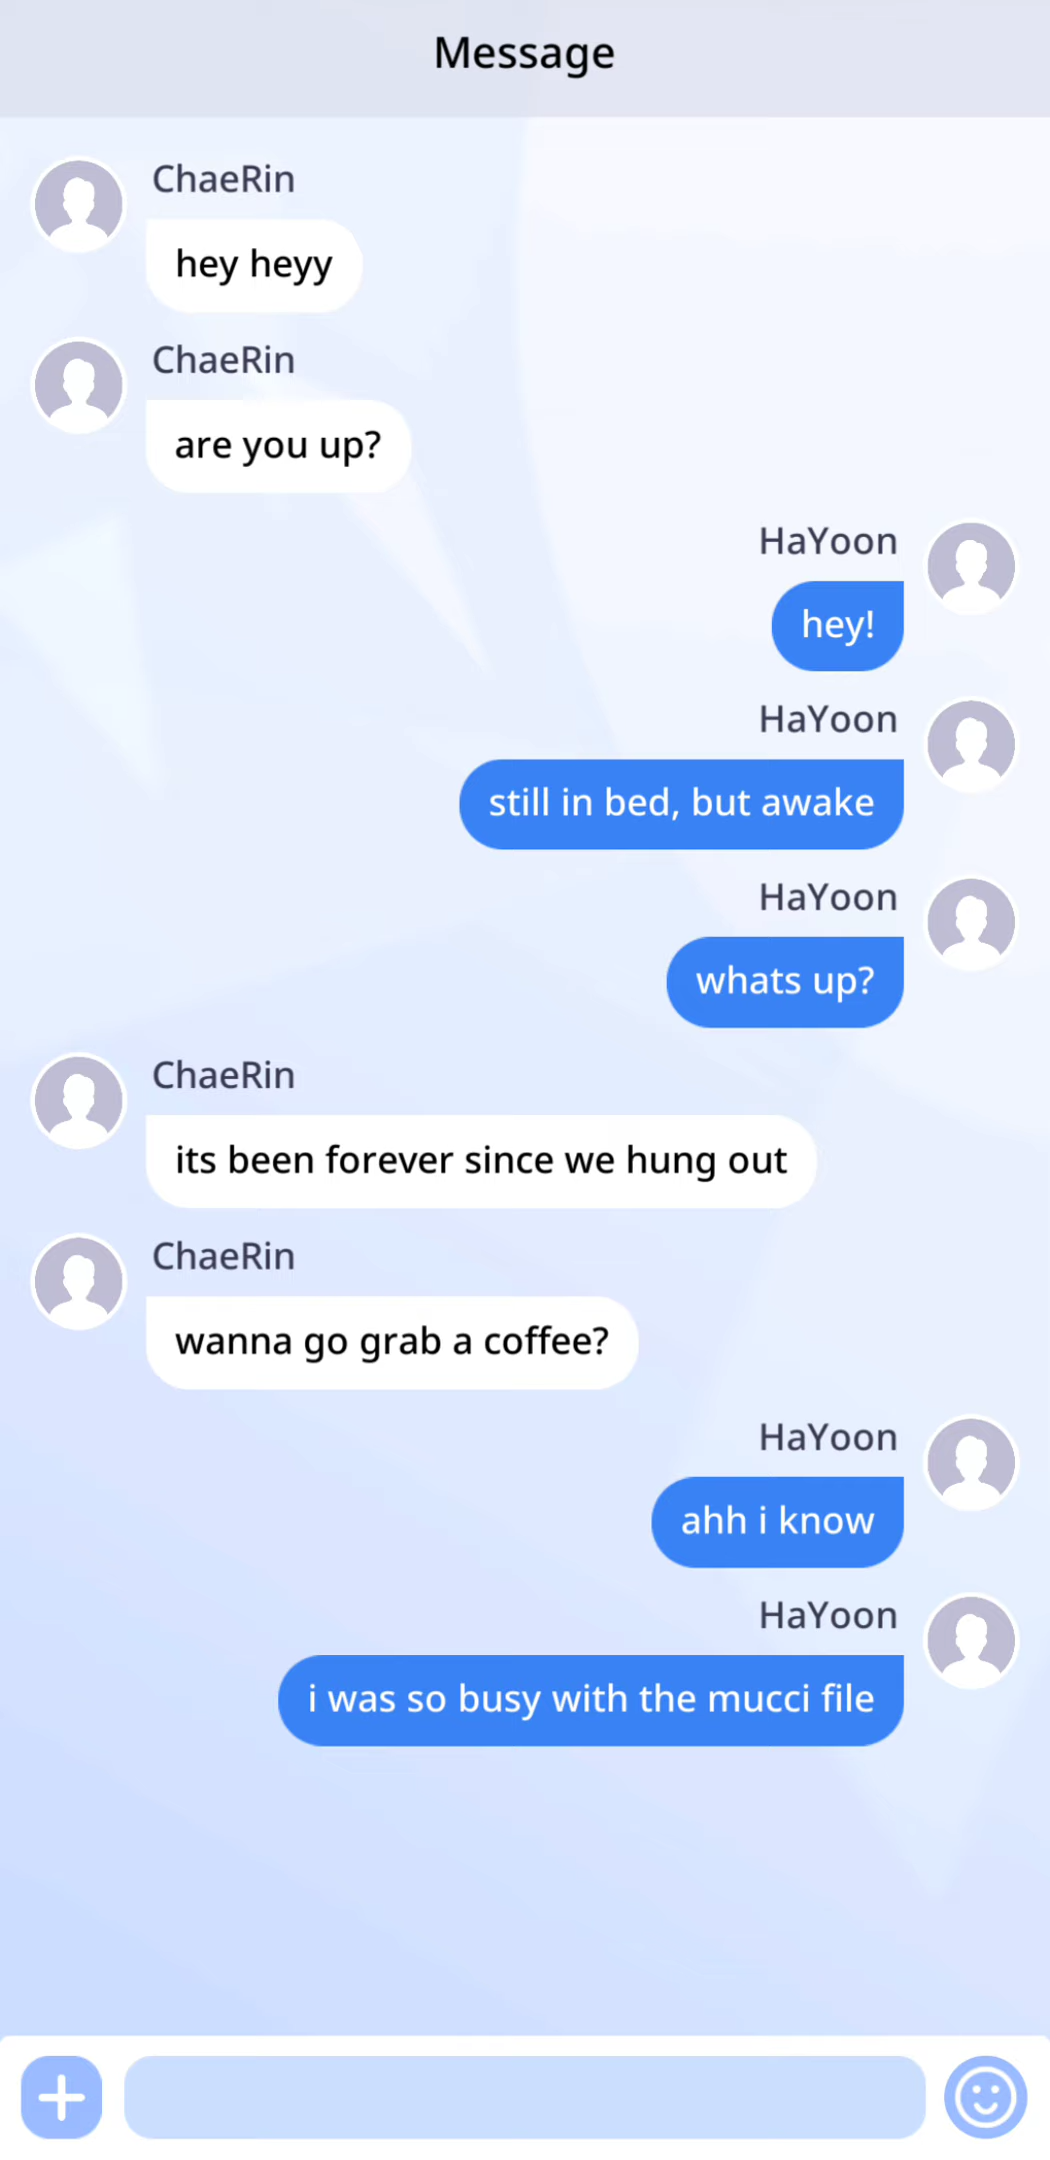 Message
ChaeRin
hey heyy
ChaeRin
are you up?
HaYoon
hey!
HaYoon
still in bed, but awake
HaYoon
whats up?
ChaeRin
its been forever since we hung out
ChaeRin
wanna go grab a coffee?
HaYoon
ahh i know
HaYoon
i was so busy with the mucci file